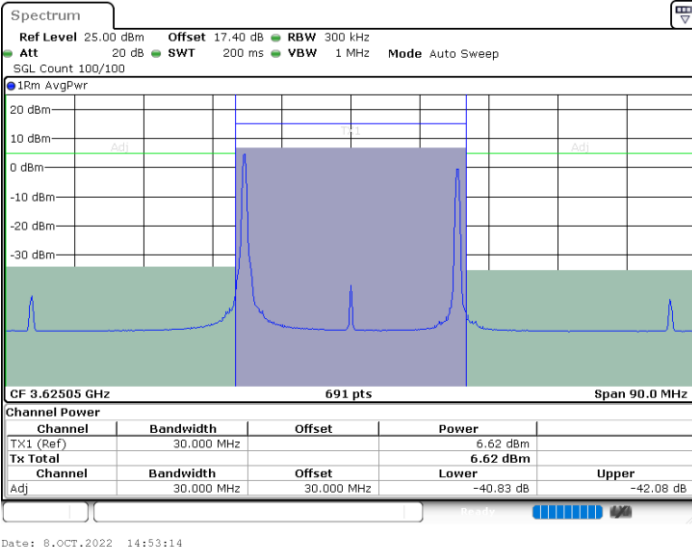 Spectrum
Ref Level 25.00 dBm Offset 17.40 dB RBW 300 kHz
Att 20 dB SWT 200 ms VBW 1 MHz Mode Auto Sweep
SGL Count 100/100
1Rm AvgPwr
20 dBm
TX1
10 dBm
Adj Adj
0 dBm
-10 dBm
-20 dBm
-30 dBm
CF 3.62505 GHz 691 pts Span 90.0 MHz
Channel Power
Channel Bandwidth Offset Power
TX1 (Ref) 30.000 MHz 6.62 dBm
Tx Total 6.62 dBm
Channel Bandwidth Offset Lower Upper
Adj 30.000 MHz 30.000 MHz -40.83 dB -42.08 dB
Ready
Date: 8.OCT.2022 14:53:14